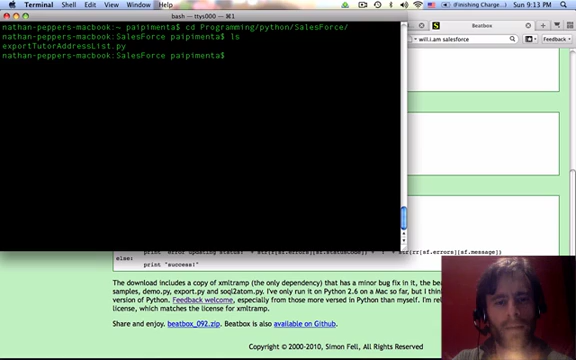 Terminal Shell Edit View Window Help
(Finishing Charge... Sun 9:13 PM
bash — ttys000 — ⌘1
nathan-peppers-macbook:~ paipimenta$ cd Programming/python/SalesForce/
nathan-peppers-macbook:SalesForce paipimenta$ ls
exportTutorAddressList.py
nathan-peppers-macbook:SalesForce paipimenta$
Beatbox
will.i.am salesforce
else:
print "success!"
The download includes a copy of xmltramp (the only dependency) that has a minor bug fix in it, the
samples, demo.py, export.py and soql2atom.py. I've only run it on Python 2.6 on a Mac so far, but I
version of Python. Feedback welcome, especially from those more versed in Python than myself. I'm
license, which matches the license for xmltramp.
Share and enjoy. beatbox_092.zip. Beatbox is also available on Github.
Copyright © 2000-2010, Simon Fell, All rights